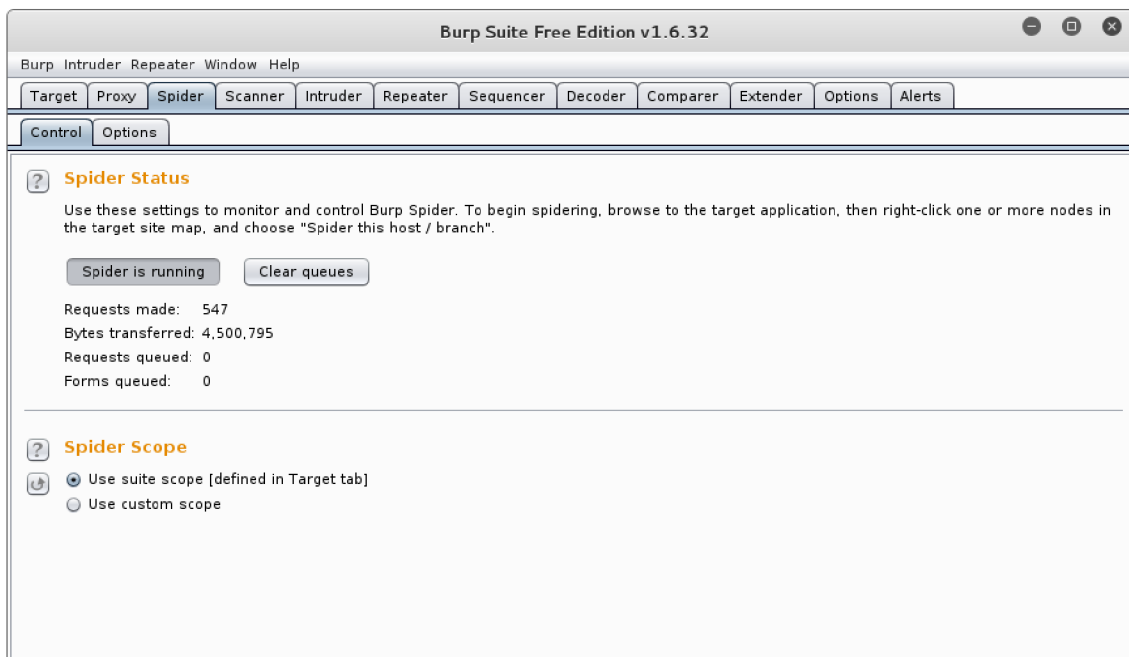 Burp Suite Free Edition v1.6.32
Burp Intruder Repeater Window Help
Target Proxy Spider Scanner Intruder Repeater Sequencer Decoder Comparer Extender Options Alerts
Control Options
? Spider Status
Use these settings to monitor and control Burp Spider. To begin spidering, browse to the target application, then right-click one or more nodes in
the target site map, and choose "Spider this host / branch".
Spider is running Clear queues
Requests made: 547
Bytes transferred: 4,500,795
Requests queued: 0
Forms queued: 0
? Spider Scope
Use suite scope [defined in Target tab]
Use custom scope